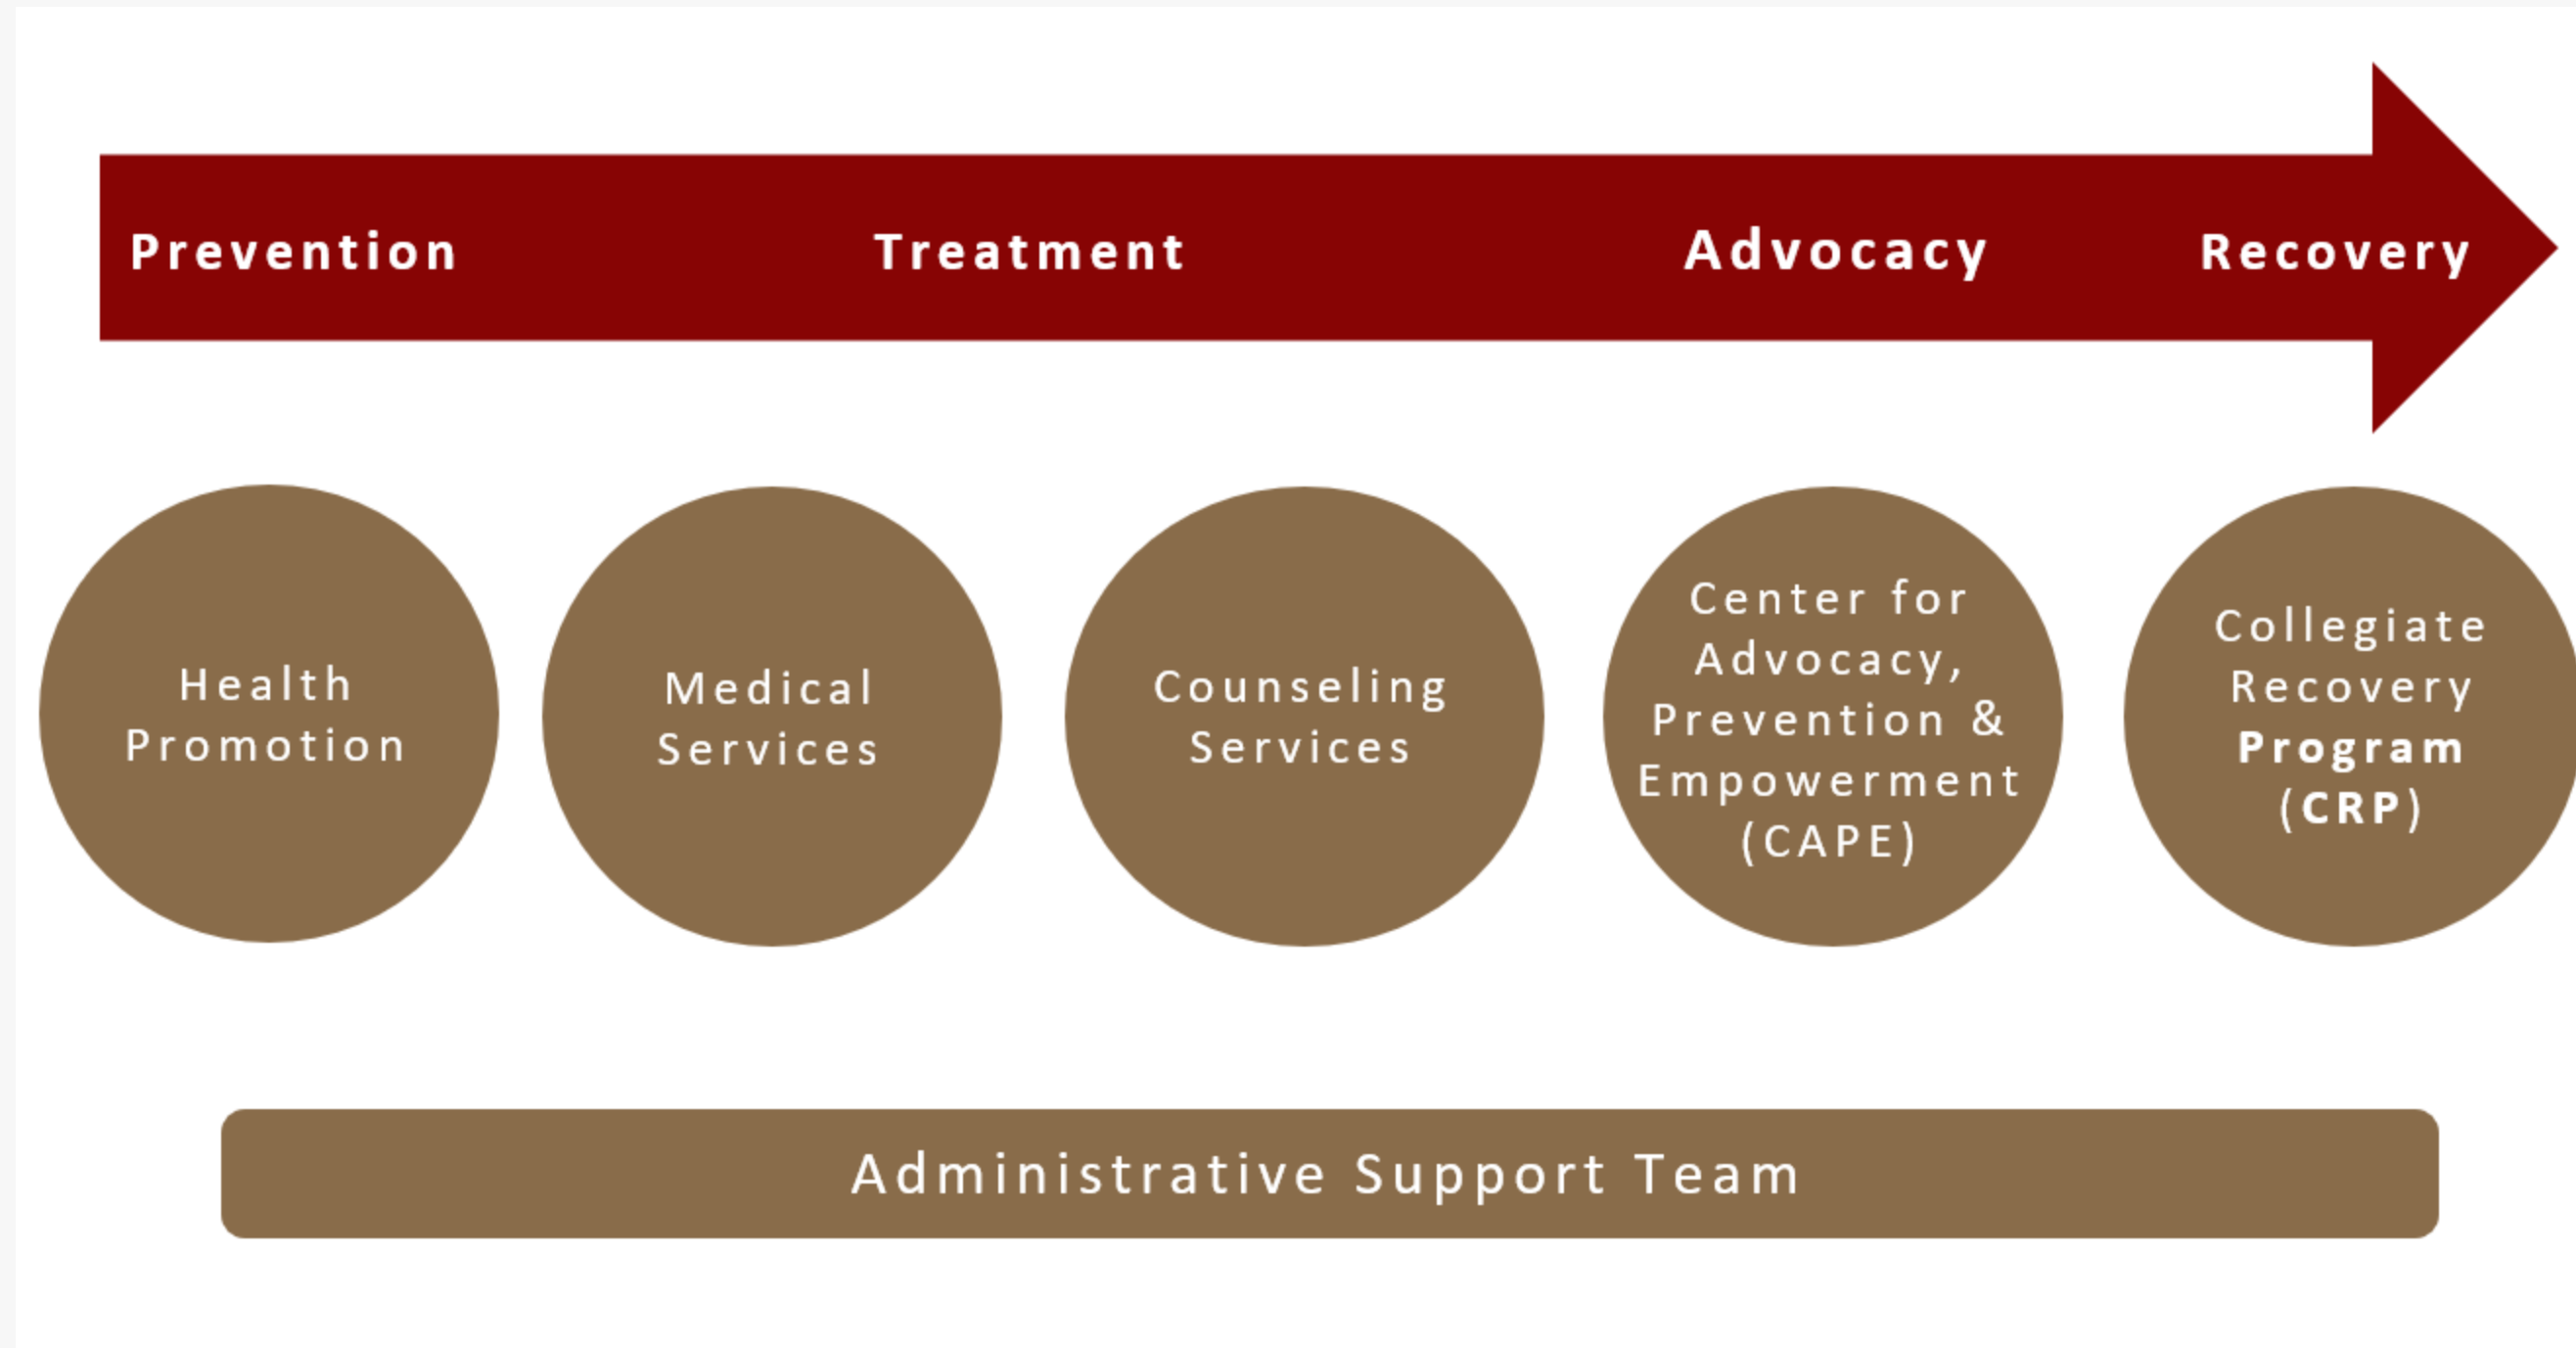 Prevention Treatment Advocacy Recovery
Health
Promotion
Medical
Services
Counseling
Services
Center for
Advocacy,
Prevention &
Empowerment
(CAPE)
Collegiate
Recovery
Program
(CRP)
Administrative Support Team